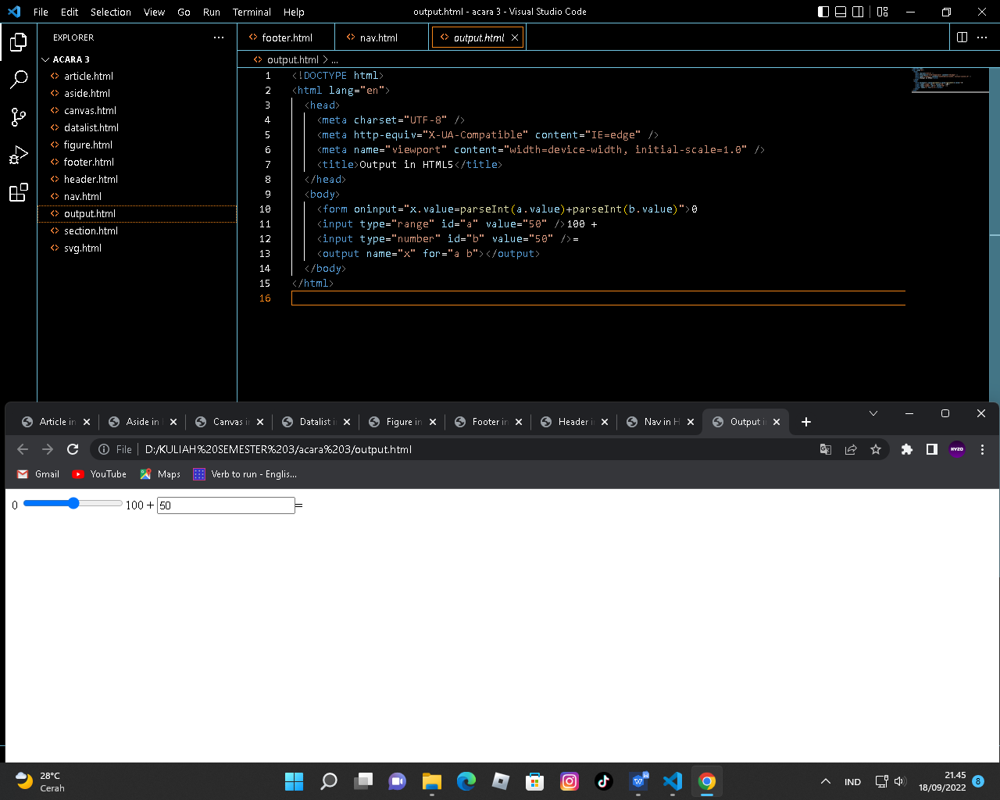 File Edit Selection View Go Run Terminal Help output.html - acara 3 - Visual Studio Code
EXPLORER
ACARA 3
article.html
aside.html
canvas.html
datalist.html
figure.html
footer.html
header.html
nav.html
output.html
section.html
svg.html
footer.html nav.html output.html
output.html > ...
1 <!DOCTYPE html>
2 <html lang="en">
3 <head>
4 <meta charset="UTF-8" />
5 <meta http-equiv="X-UA-Compatible" content="IE=edge" />
6 <meta name="viewport" content="width=device-width, initial-scale=1.0" />
7 <title>Output in HTML5</title>
8 </head>
9 <body>
10 <form oninput="x.value=parseInt(a.value)+parseInt(b.value)">0
11 <input type="range" id="a" value="50" />100 +
12 <input type="number" id="b" value="50" />=
13 <output name="x" for="a b"></output>
14 </body>
15 </html>
16
Article in Aside in Canvas in Datalist in Figure in Footer in Header in Nav in H Output in
File D:/KULIAH%20SEMESTER%203/acara%203/output.html
HYZO
Gmail YouTube Maps Verb to run - Englis...
0 100 + 50 =
28°C
Cerah
IND
21.45
18/09/2022
8